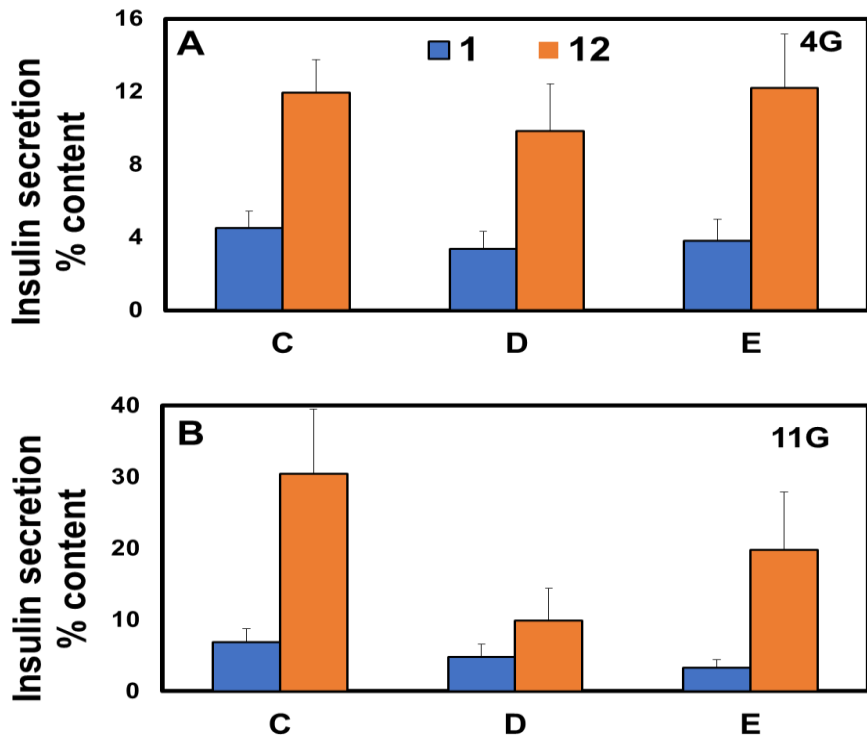 16
A
1
12
4G
12
8
4
0
Insulin secretion
% content
C D E
40
B
11G
30
20
10
0
Insulin secretion
% content
C D E